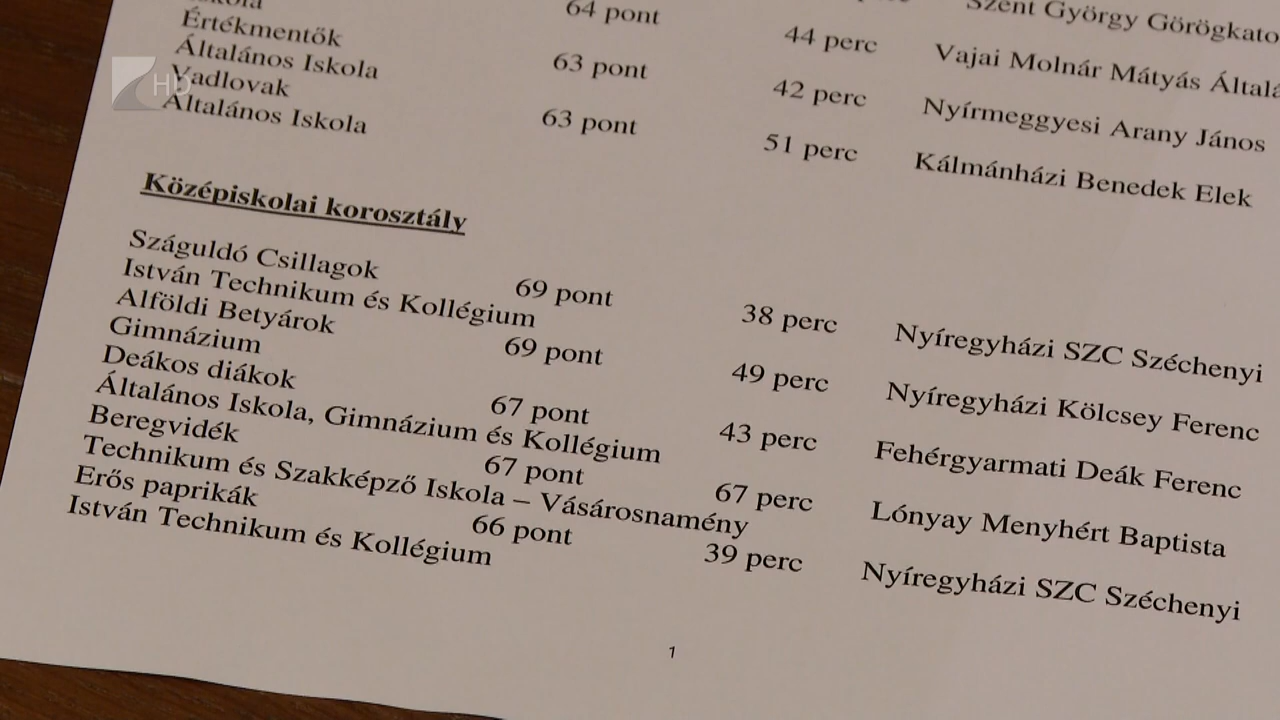 64 pont Szent György Görögkato
Értékmentők 44 perc Vajai Molnár Mátyás
Általános Iskola 63 pont
Vadlovak 42 perc Nyírmeggyesi Arany János
Általános Iskola 63 pont
51 perc Kálmánházi Benedek Elek
Középiskolai korosztály
Száguldó Csillagok 69 pont 38 perc Nyíregyházi SZC Széchenyi
István Technikum és Kollégium
Alföldi Betyárok 69 pont 49 perc Nyíregyházi Kölcsey Ferenc
Gimnázium
Deákos diákok 67 pont 43 perc Fehérgyarmati Deák Ferenc
Általános Iskola, Gimnázium és Kollégium
Beregvidék 67 pont 67 perc Lónyay Menyhért Baptista
Technikum és Szakképző Iskola – Vásárosnamény
Erős paprikák 66 pont 39 perc Nyíregyházi SZC Széchenyi
István Technikum és Kollégium
1
HD